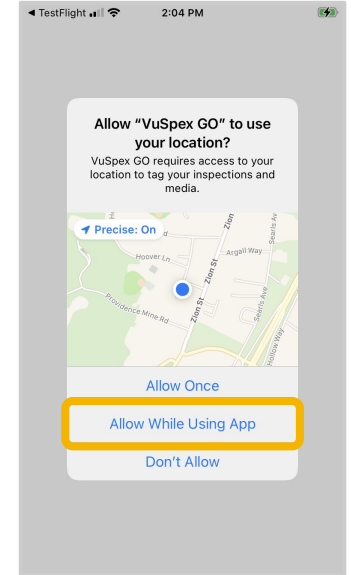 ◀ TestFlight 2:04 PM
Allow “VuSpex GO” to use
your location?
VuSpex GO requires access to your
location to tag your inspections and
media.
Precise: On
Zion
Searls Av
Hoover Ln
Argall Way
Zion St
Providence Mine Rd
Zion St
Searls Ave
Hollow Way
Allow Once
Allow While Using App
Don’t Allow